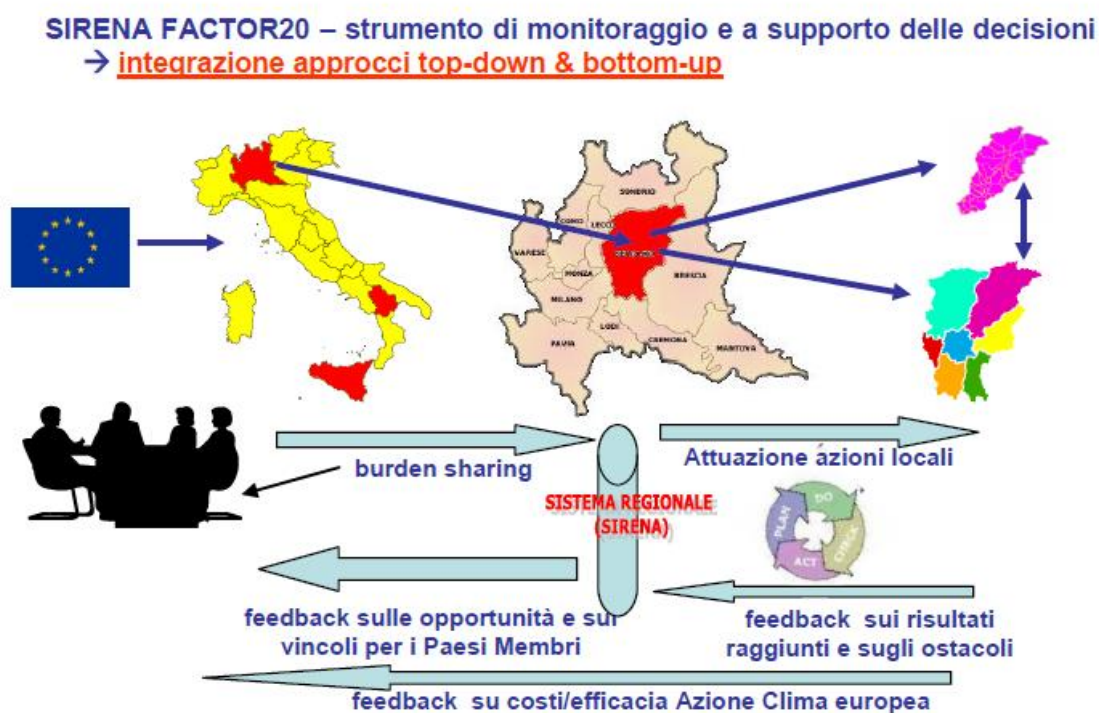 SIRENA FACTOR20 – strumento di monitoraggio e a supporto delle decisioni
→ integrazione approcci top-down & bottom-up
SONDRIO
COMO
LECCO
VARESE
BERGAMO
MONZA
BRESCIA
MILANO
LODI
PAVIA
CREMONA
MANTOVA
burden sharing
Attuazione azioni locali
SISTEMA REGIONALE
(SIRENA)
DO
PLAN
CHECK
ACT
feedback sulle opportunità e sui
vincoli per i Paesi Membri
feedback sui risultati
raggiunti e sugli ostacoli
feedback su costi/efficacia Azione Clima europea